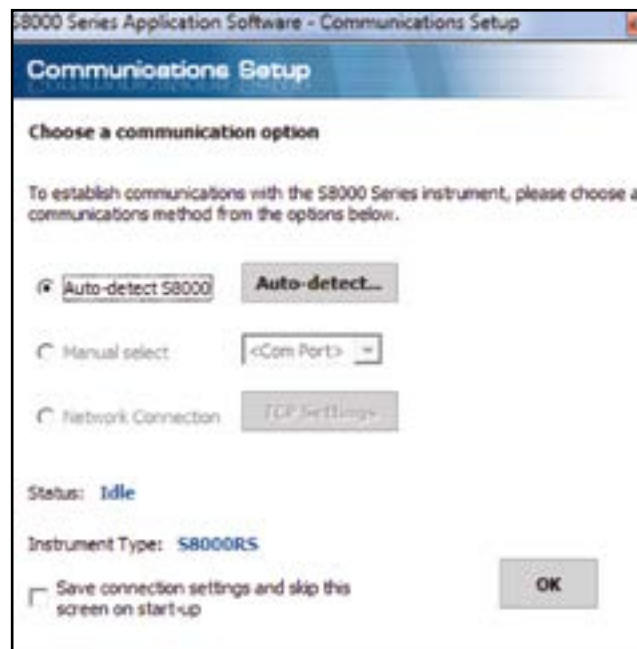 S8000 Series Application Software - Communications Setup
Communications Setup
Choose a communication option
To establish communications with the S8000 Series instrument, please choose a
communications method from the options below.
Auto-detect S8000 Auto-detect...
Manual select <Com Port>
Network Connection TCP Settings
Status: Idle
Instrument Type: S8000RS
Save connection settings and skip this
screen on start-up
OK